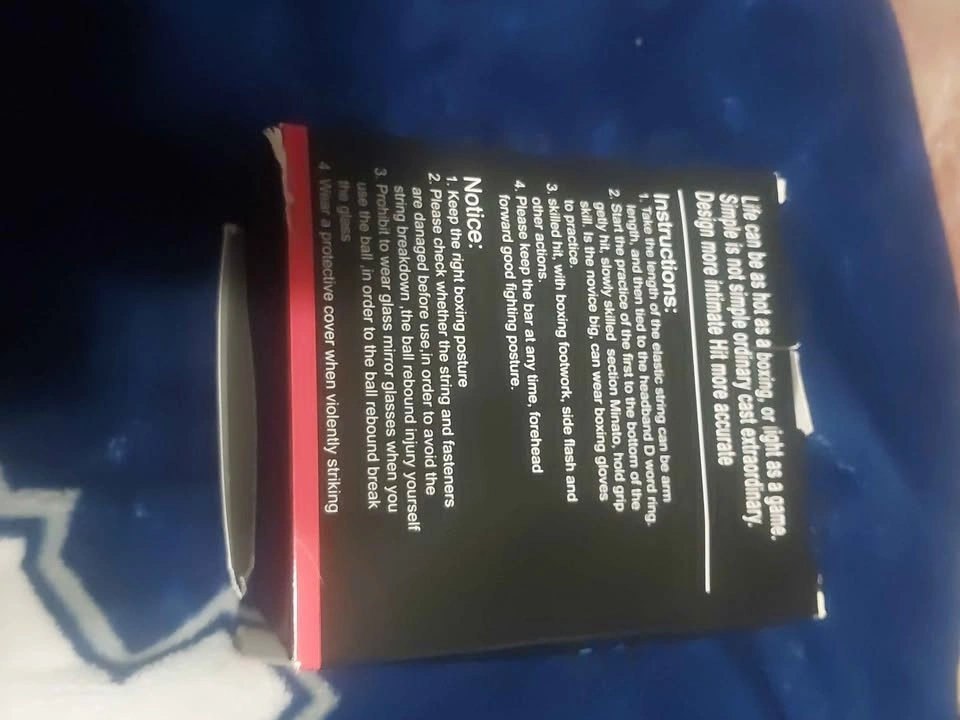 Life can be as hot as a boxing, or light as a game.
Simple is not simple ordinary cast extraordinary.
Design more intimate Hit more accurate
Instructions:
1. Take the length of the elastic string can be arm
length, and then tied to the headband D word ring.
2. Start the practice of the first to the bottom of the
gently hit, slowly skilled section Minato, hold grip
skill. Is the novice big, can wear boxing gloves
to practice.
3. skilled hit, with boxing footwork, side flash and
other actions.
4. Please keep the bar at any time, forehead
forward good fighting posture.
Notice:
1. Keep the right boxing posture
2. Please check whether the string and fasteners
are damaged before use,in order to avoid the
string breakdown ,the ball rebound injury yourself
3. Prohibit to wear glass mirror glasses when you
use the ball ,in order to the ball rebound break
the glass
4 Wear a protective cover when violently striking